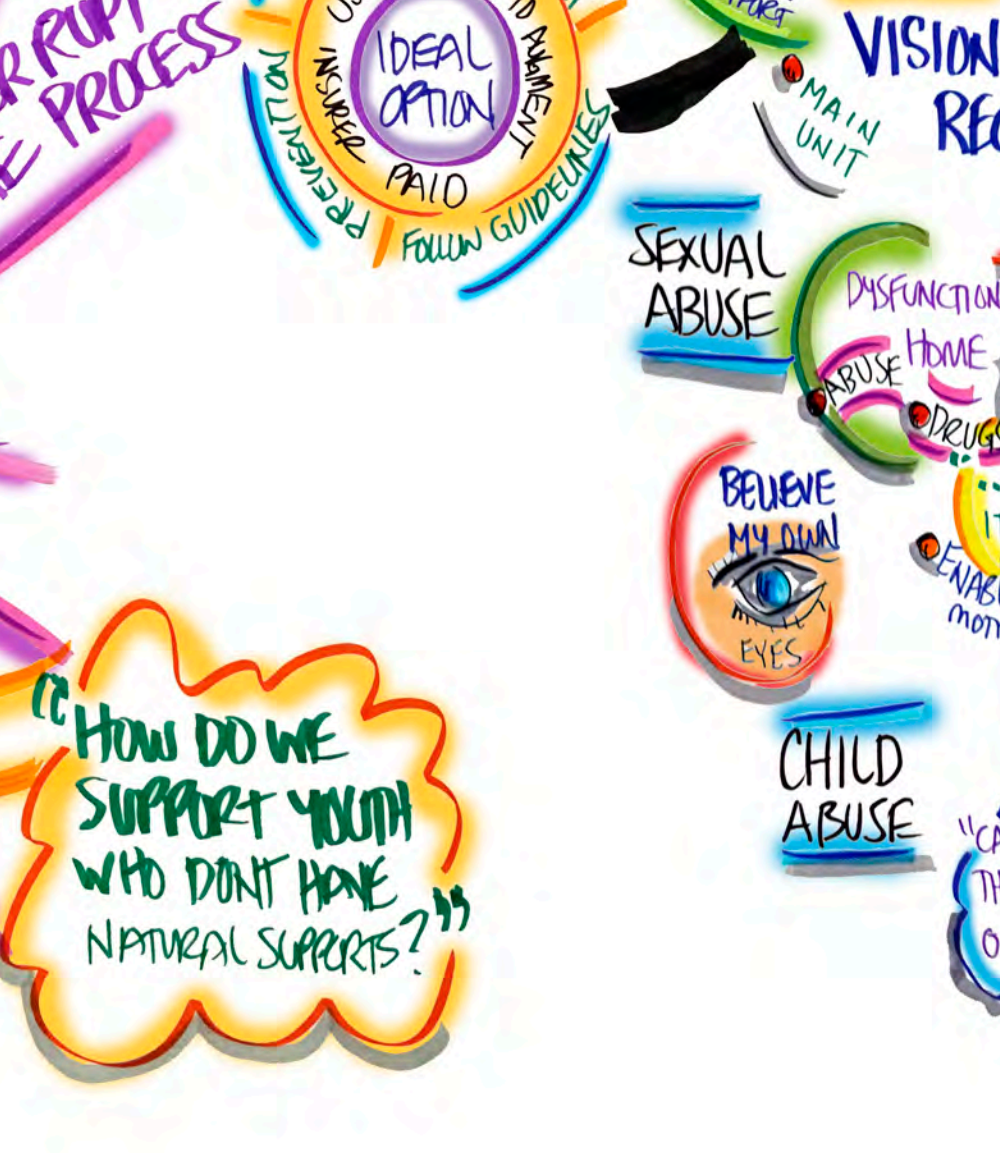 PROCESS
IDEAL
OPTION
INSURER
PAID
PREVENTION
FOLLOW GUIDELINES
MAIN
UNIT
VISION
SEXUAL
ABUSE
DYSFUNCTION
HOME
ABUSE
DRUGS
BELIEVE
MY OWN
EYES
CHILD
ABUSE
"HOW DO WE
SUPPORT YOUTH
WHO DON'T HAVE
NATURAL SUPPORTS?"